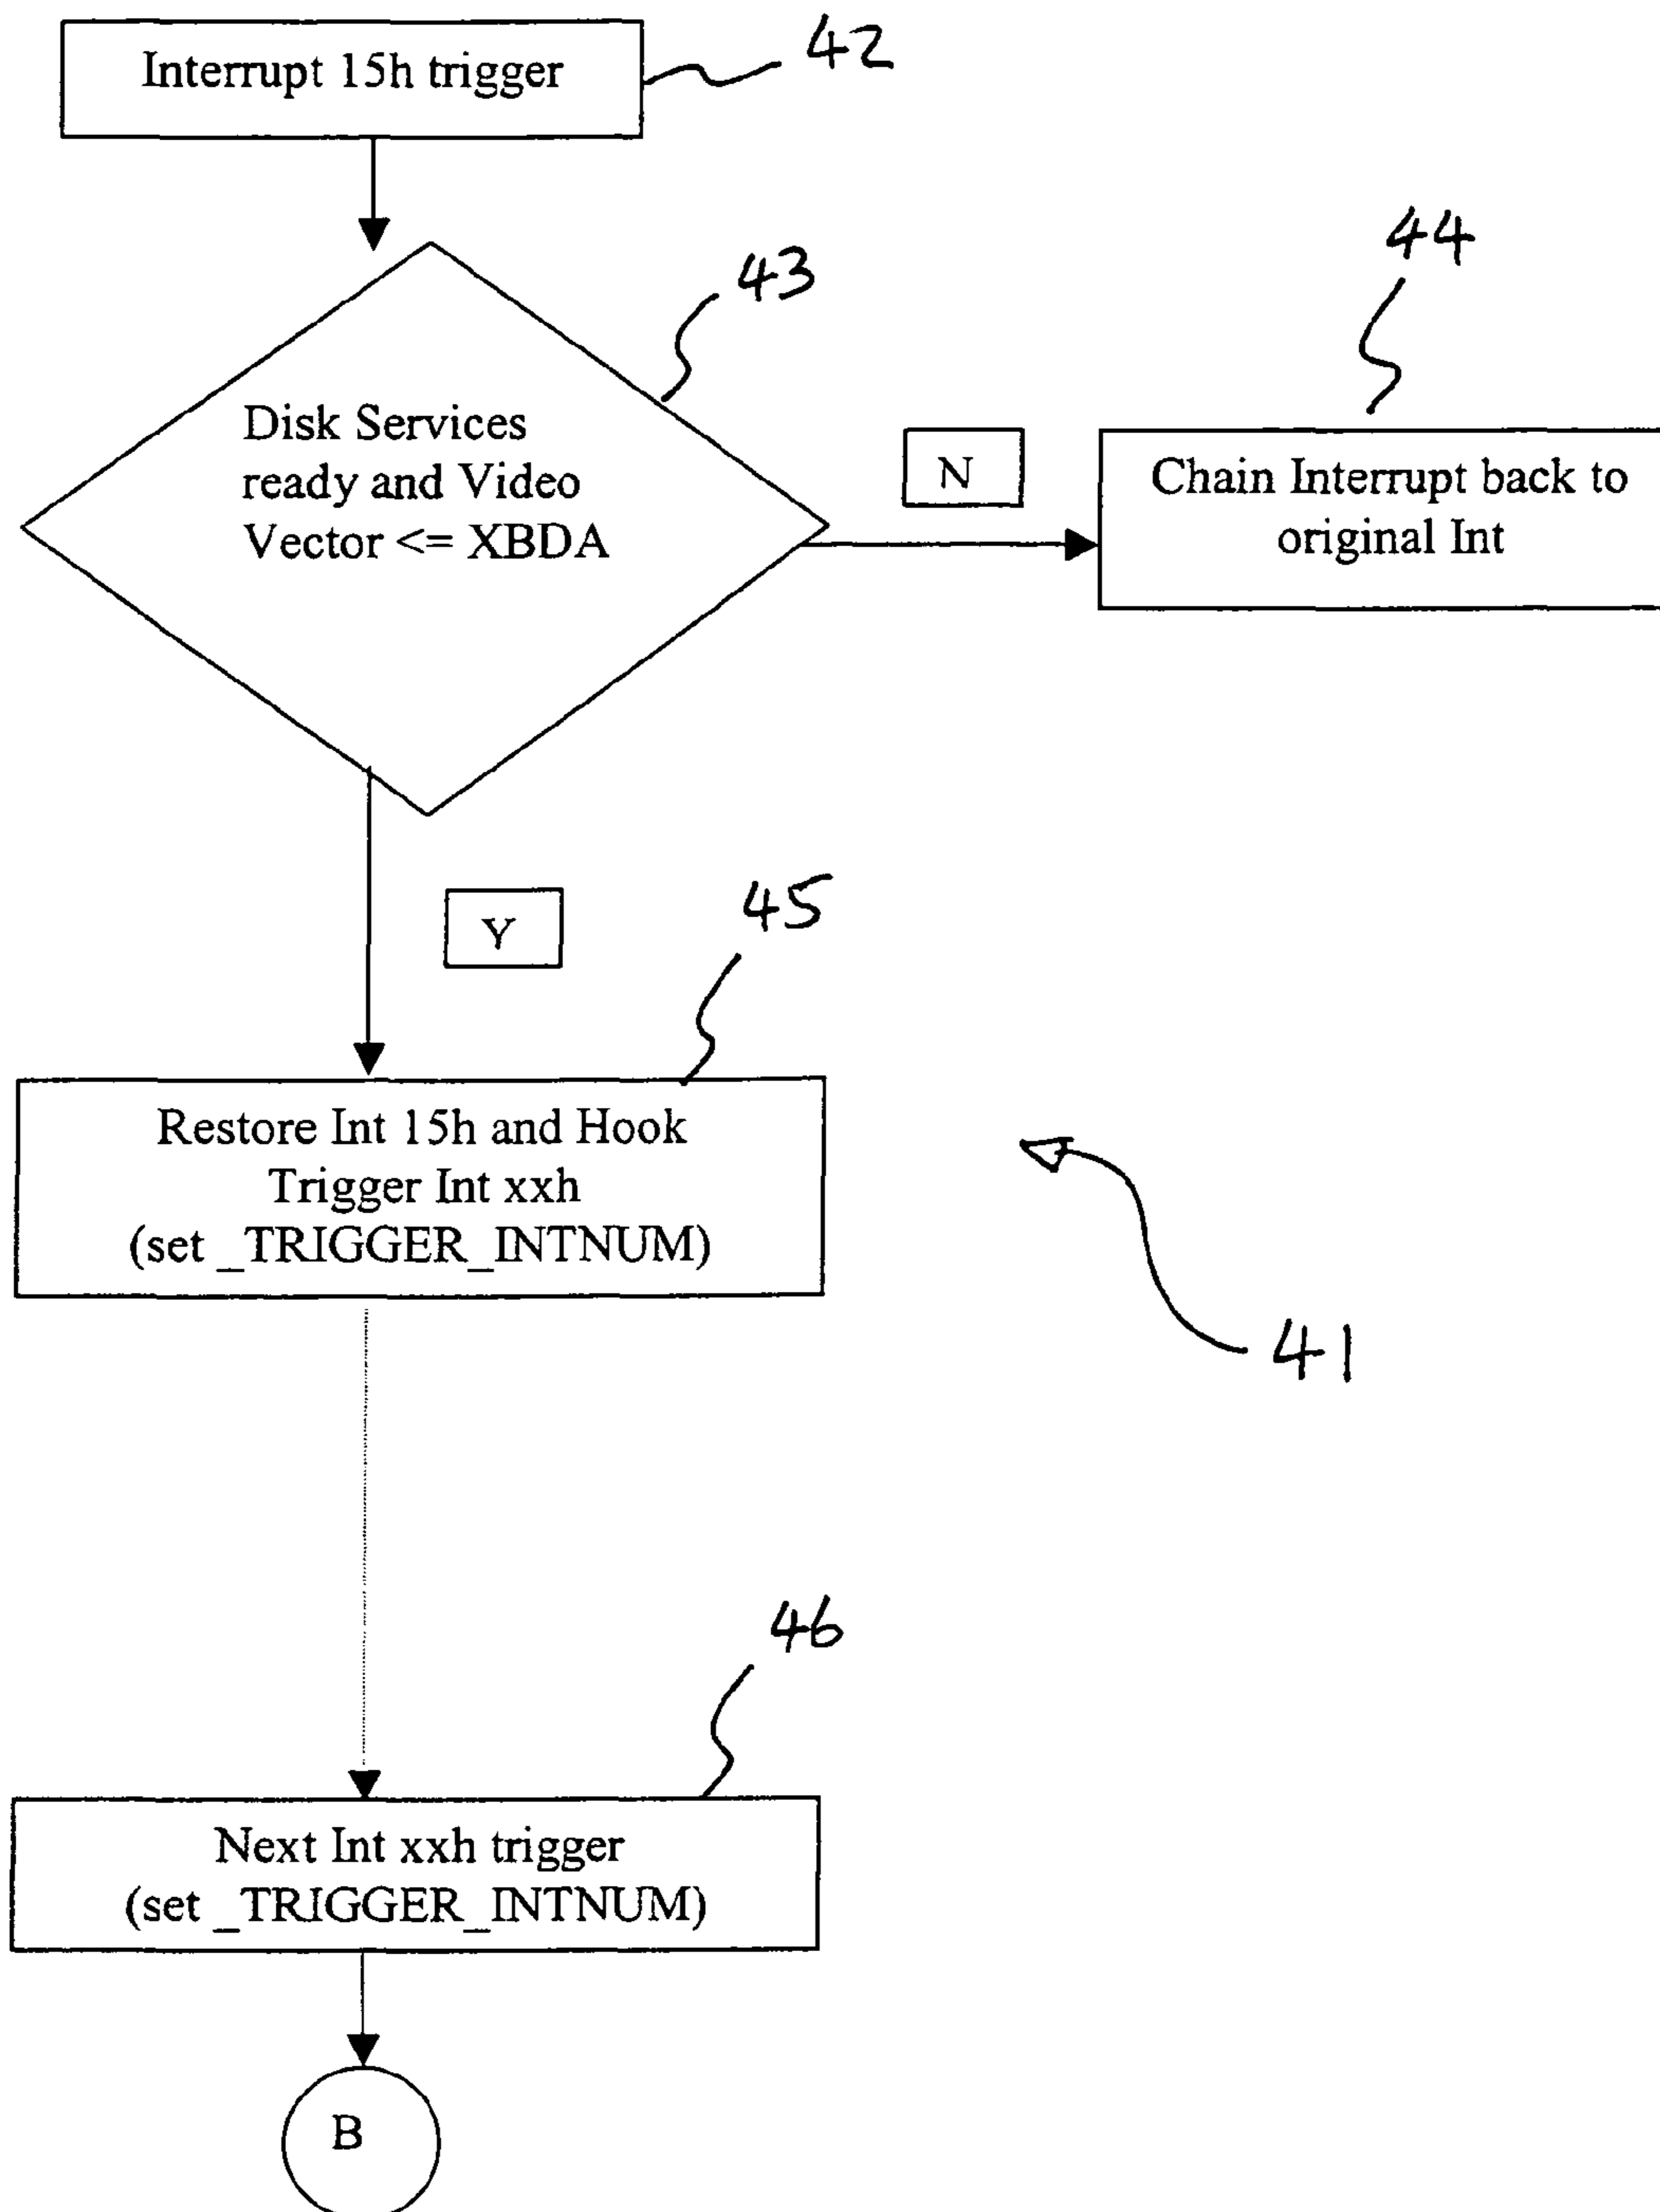 Interrupt 15h trigger
42
43
44
Disk Services
ready and Video
Vector <= XBDA
N
Chain Interrupt back to
original Int
Y
45
Restore Int 15h and Hook
Trigger Int xxh
(set _TRIGGER_INTNUM)
41
46
Next Int xxh trigger
(set _TRIGGER_INTNUM)
B